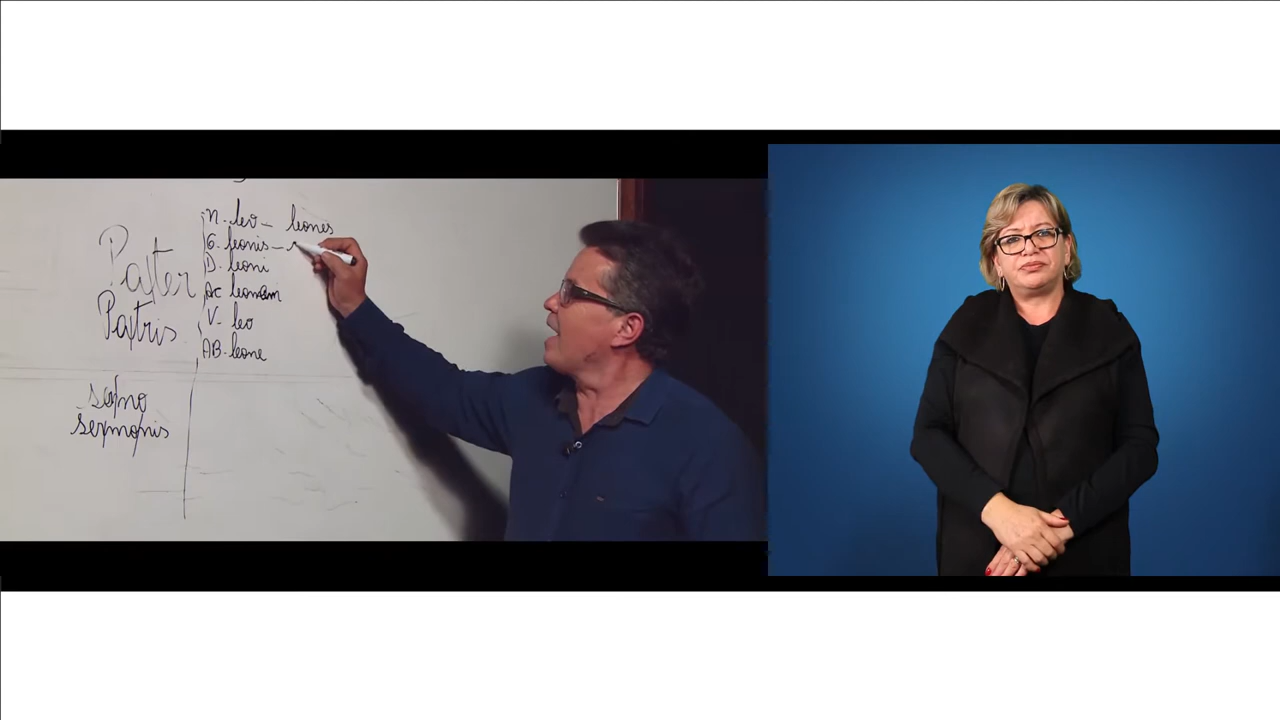 Pater
Patris
sermo
sermonis
N. leo - leones
G. leonis -
D. leoni
Ac leonem
V. leo
AB. leone